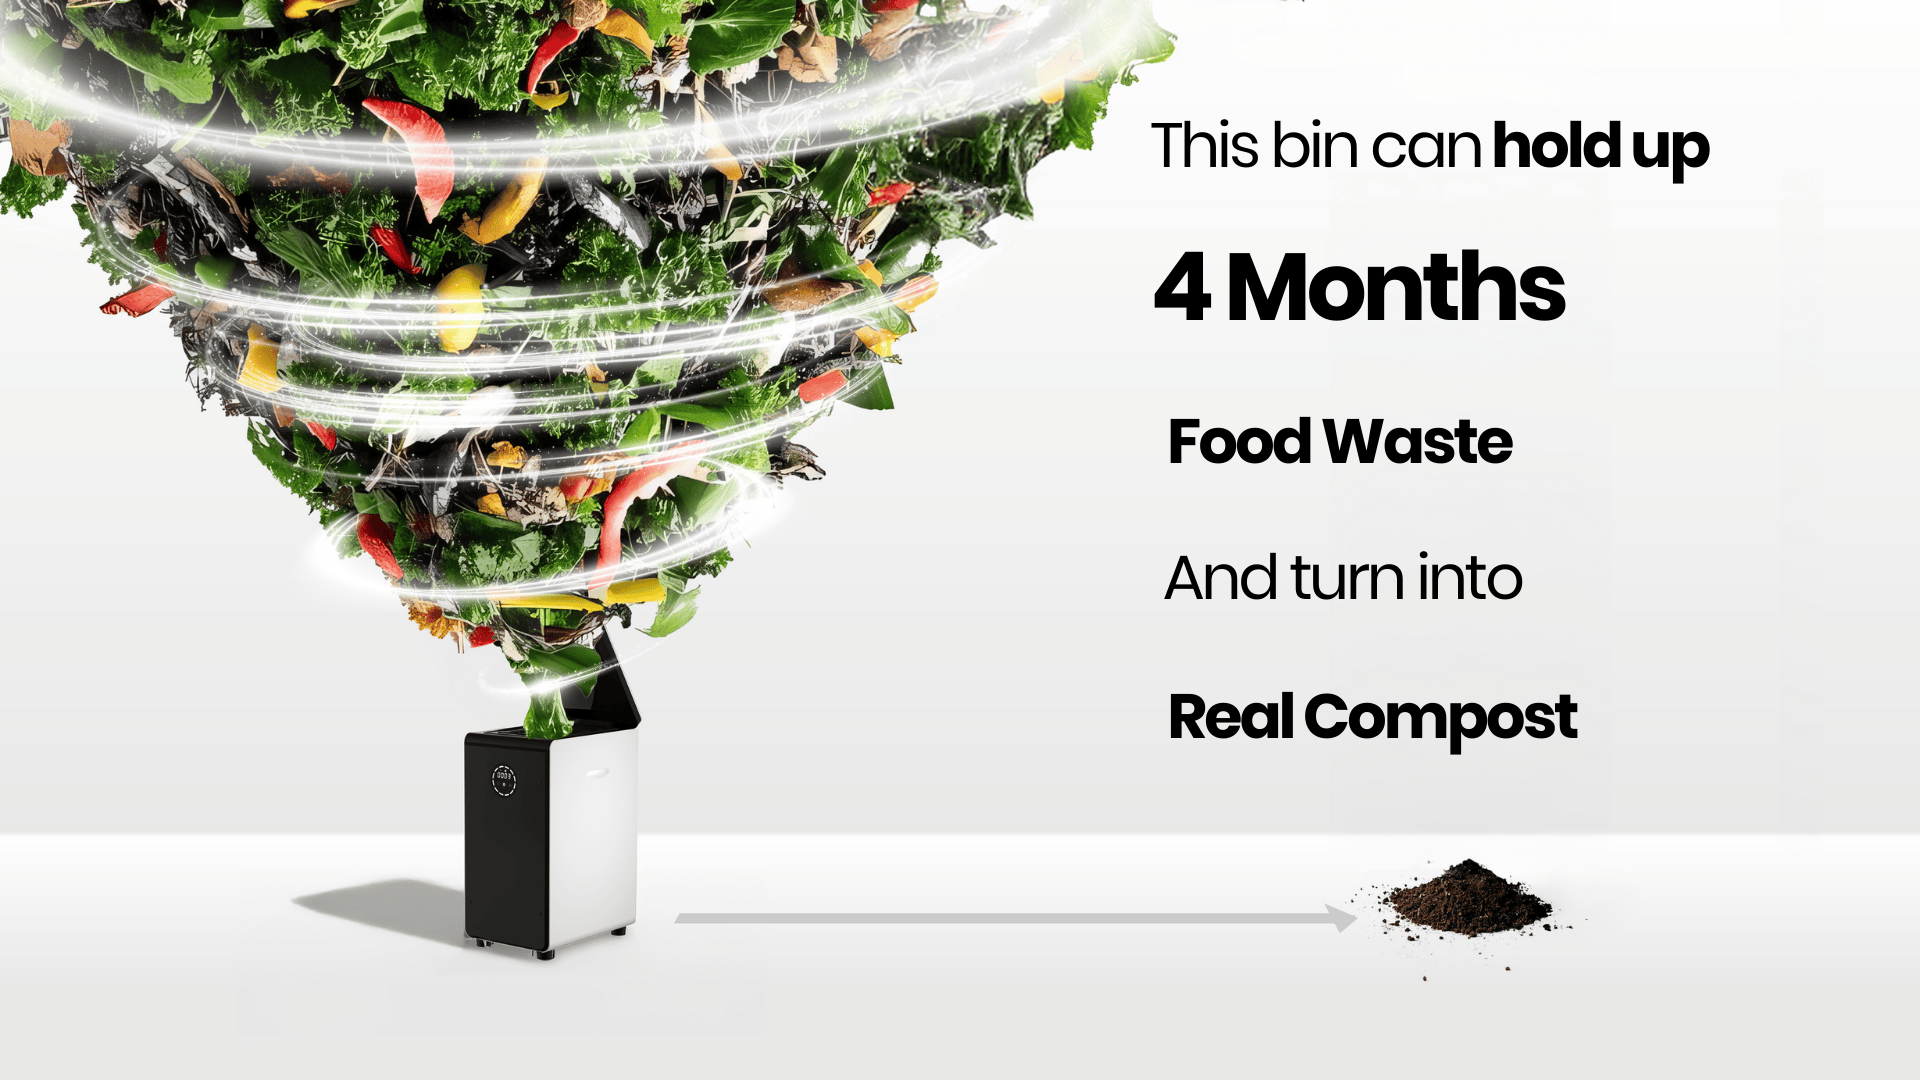 This bin can hold up
4 Months
Food Waste
And turn into
Real Compost